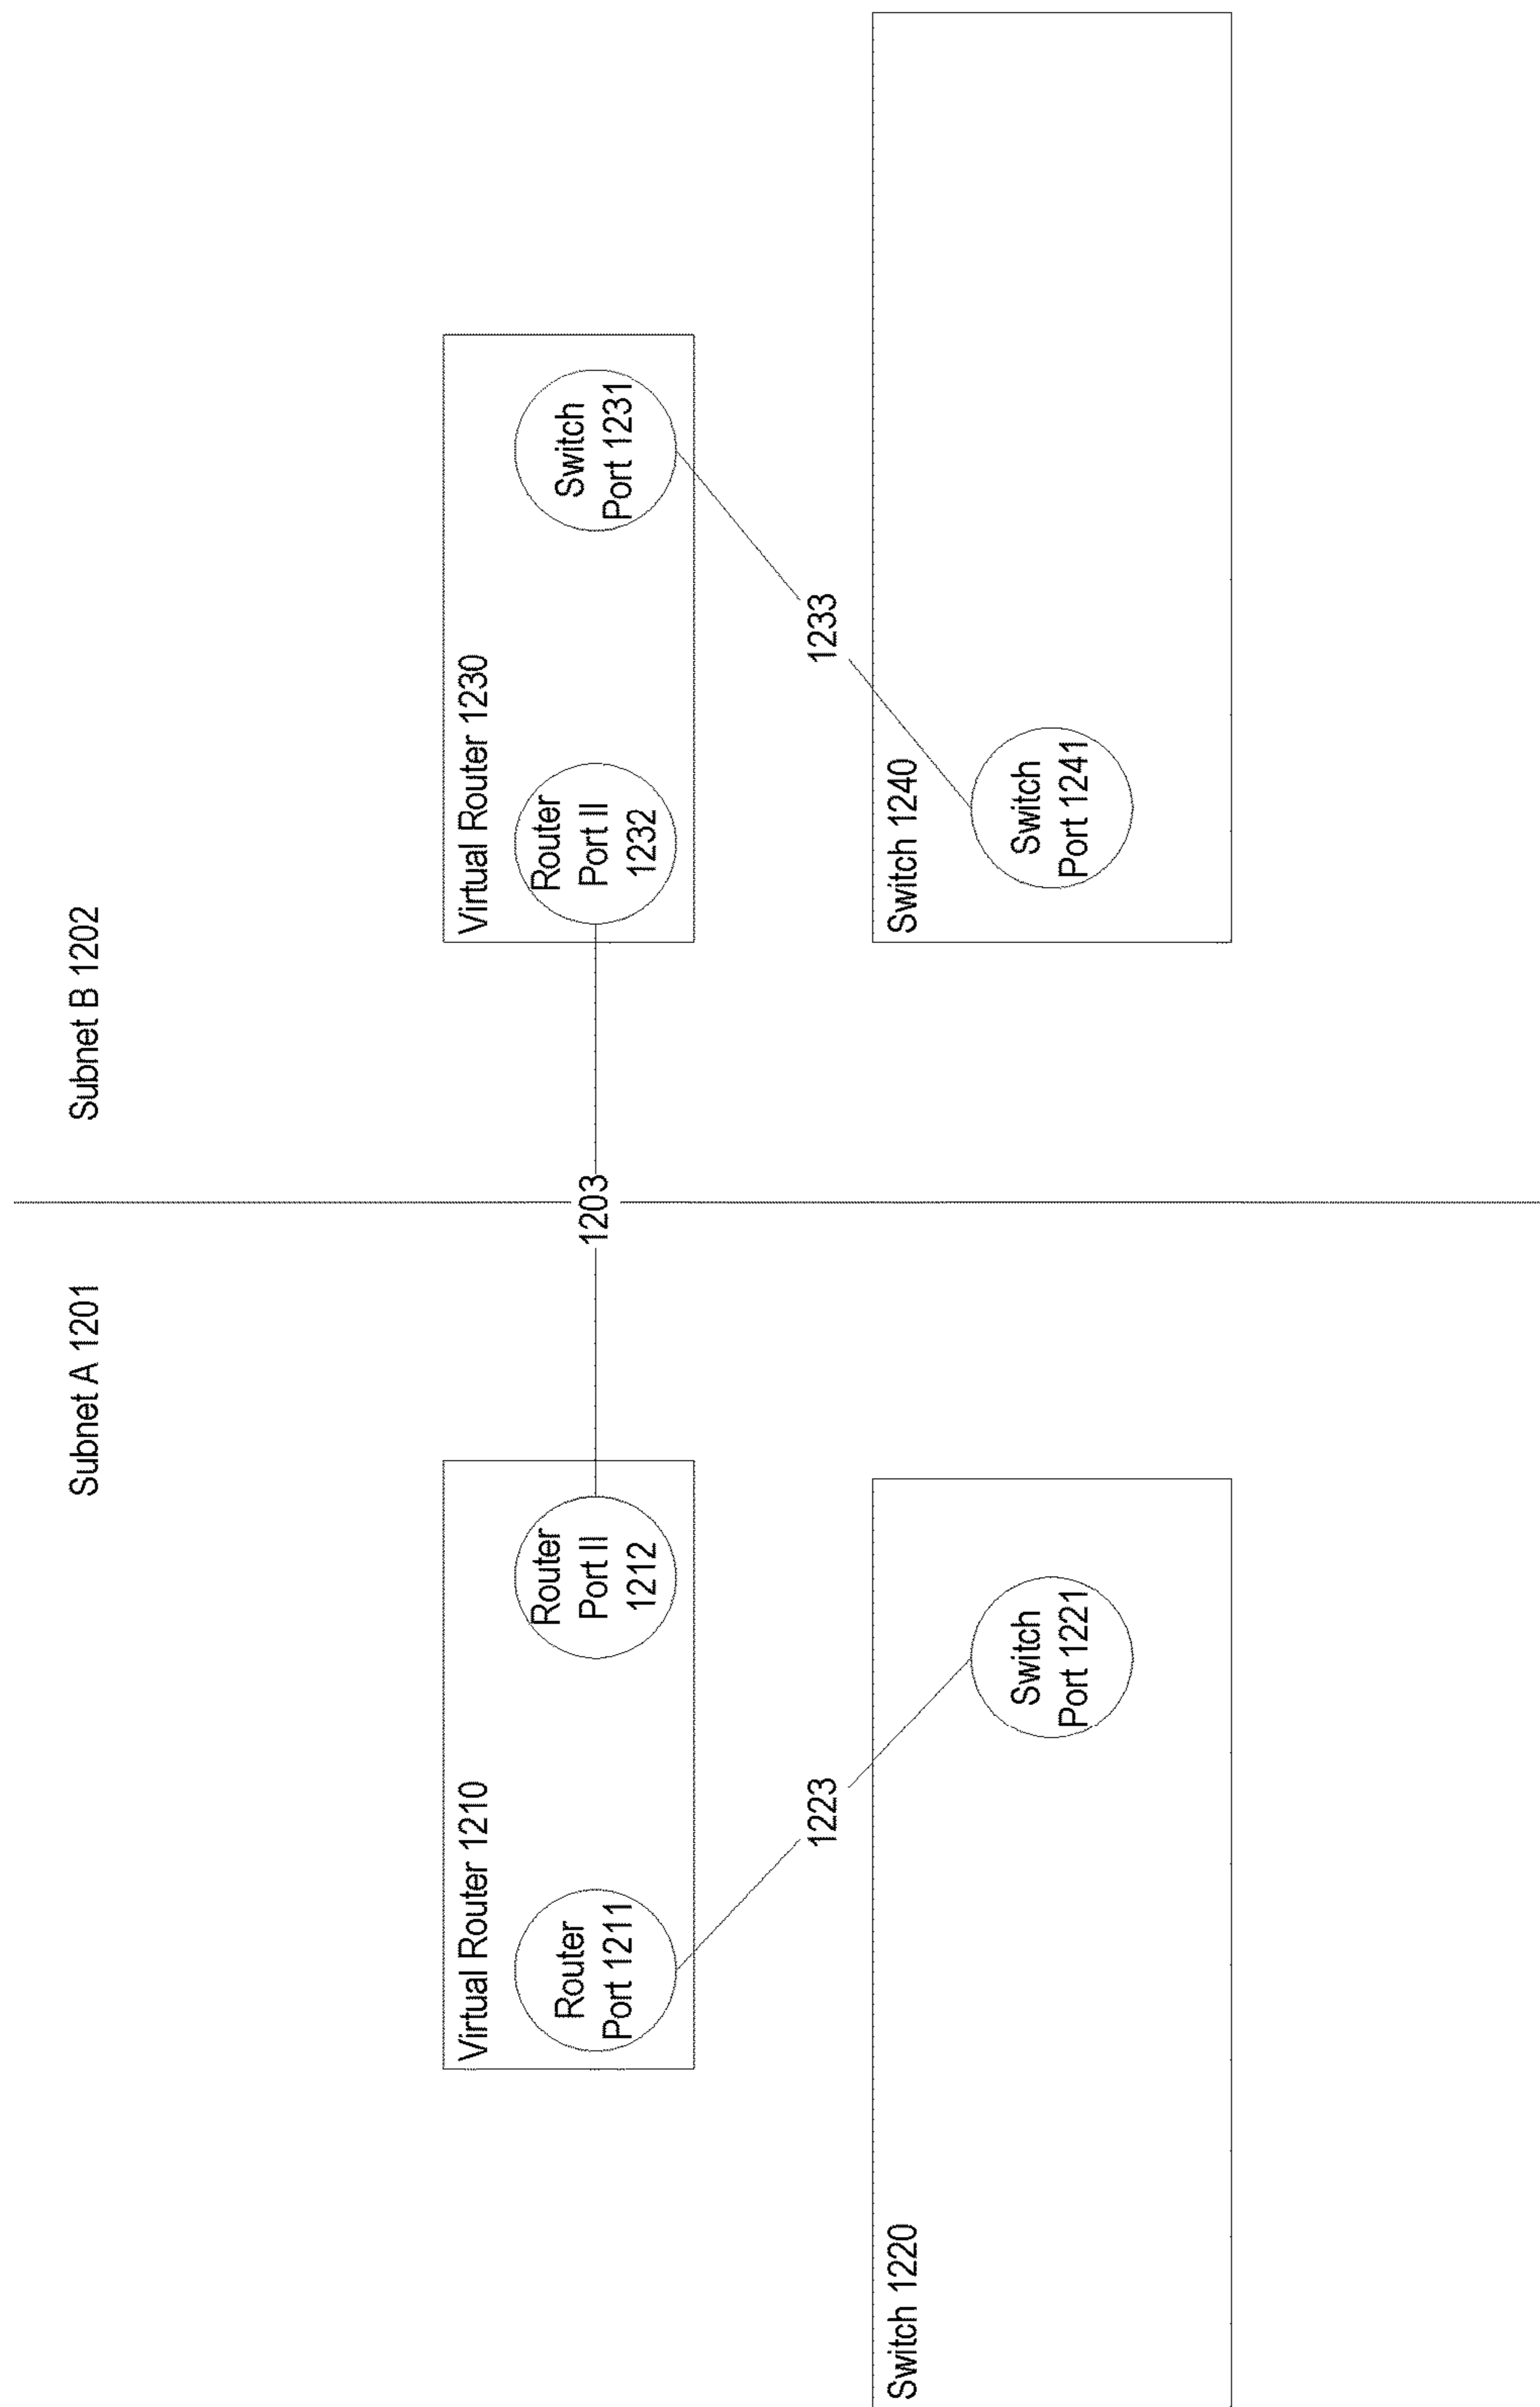 Subnet A 1201
Subnet B 1202
Virtual Router 1210
Router
Port 1211
Router
Port II
1212
1203
Virtual Router 1230
Router
Port II
1232
Switch
Port 1231
1223
1233
Switch 1220
Switch
Port 1221
Switch 1240
Switch
Port 1241